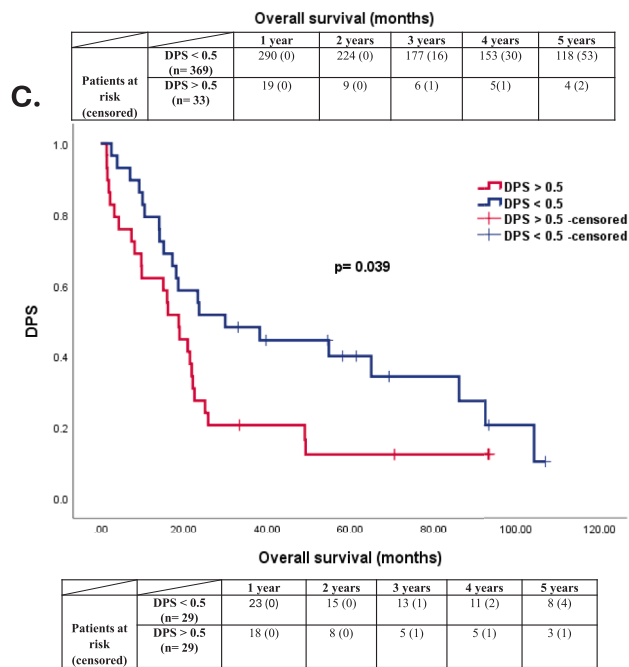 Overall survival (months)
1 year 2 years 3 years 4 years 5 years
Patients at risk (censored)
DPS < 0.5 (n= 369) 290 (0) 224 (0) 177 (16) 153 (30) 118 (53)
DPS > 0.5 (n= 33) 19 (0) 9 (0) 6 (1) 5(1) 4 (2)
C.
1.0
0.8
0.6
0.4
0.2
0.0
DPS
DPS > 0.5
DPS < 0.5
DPS > 0.5 -censored
DPS < 0.5 -censored
p= 0.039
.00 20.00 40.00 60.00 80.00 100.00 120.00
Overall survival (months)
1 year 2 years 3 years 4 years 5 years
Patients at risk (censored)
DPS < 0.5 (n= 29) 23 (0) 15 (0) 13 (1) 11 (2) 8 (4)
DPS > 0.5 (n= 29) 18 (0) 8 (0) 5 (1) 5 (1) 3 (1)